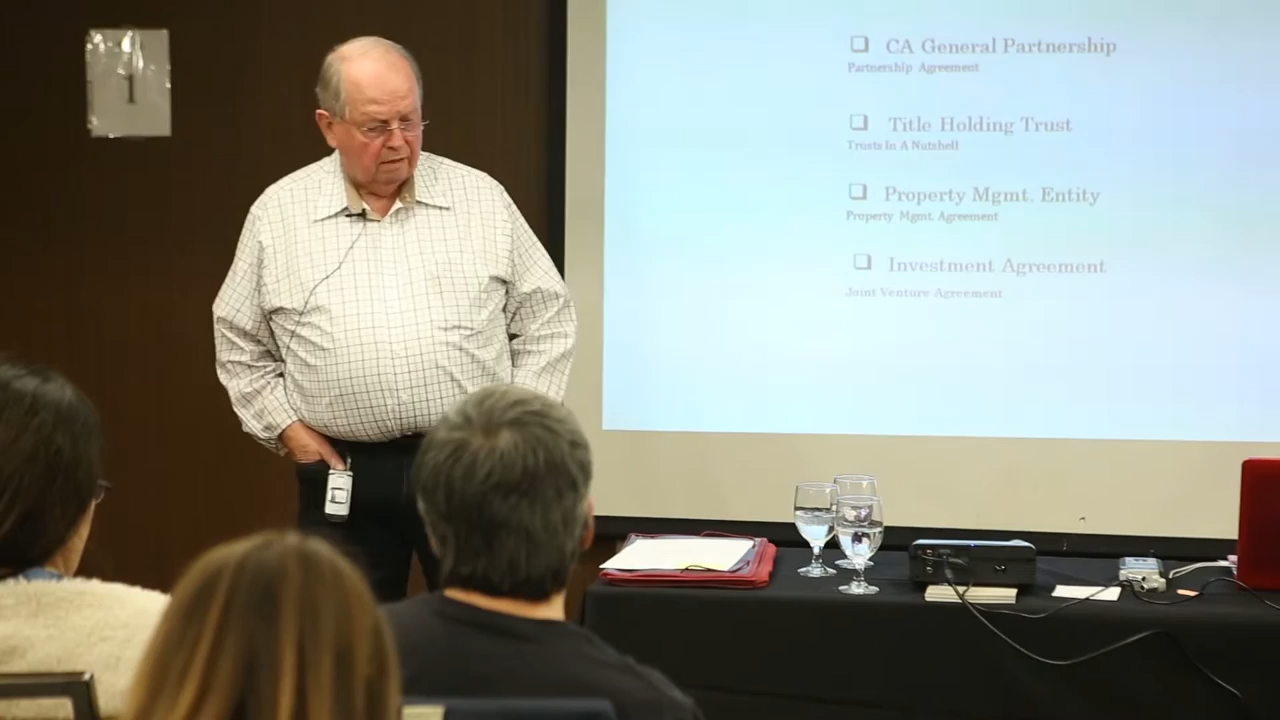 1
❑ CA General Partnership
Partnership Agreement
❑ Title Holding Trust
Trusts In A Nutshell
❑ Property Mgmt. Entity
Property Mgmt. Agreement
❑ Investment Agreement
Joint Venture Agreement